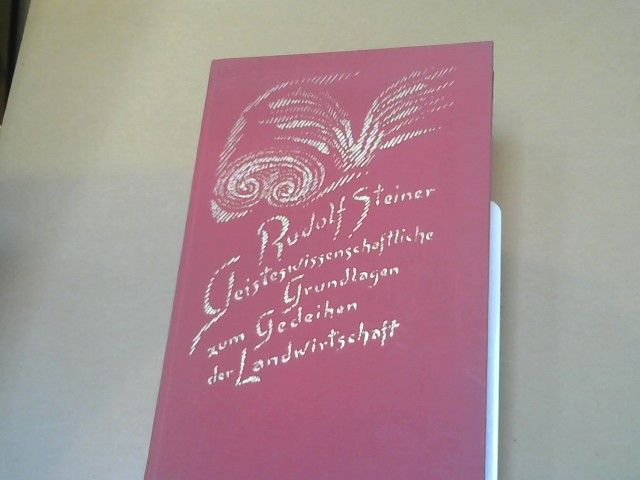 Rudolf Steiner
Geisteswissenschaftliche
Grundlagen
zum Gedeihen
der Landwirtschaft